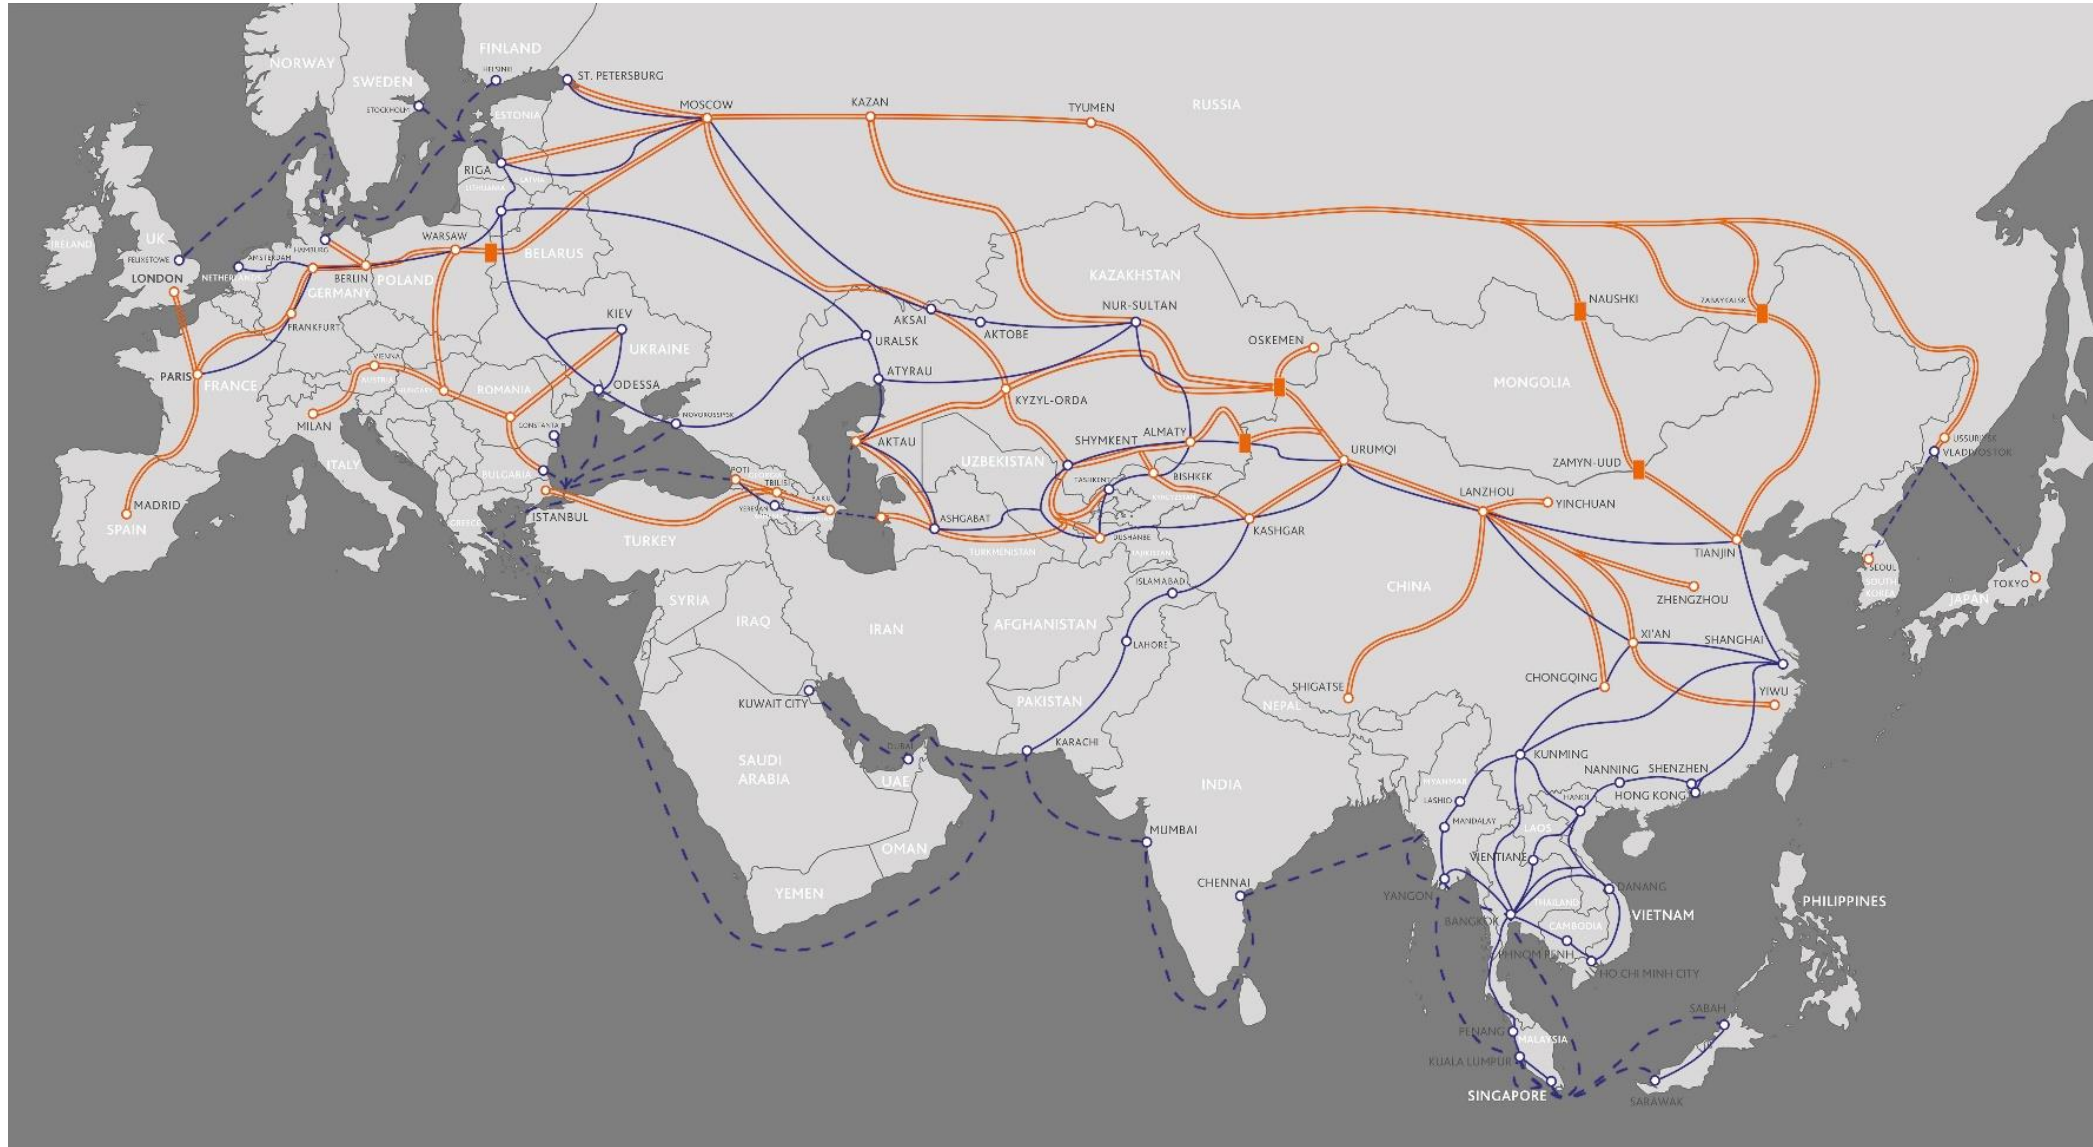 NORWAY
SWEDEN
FINLAND
HELSINKI
ST. PETERSBURG
STOCKHOLM
ESTONIA
MOSCOW
KAZAN
TYUMEN
RUSSIA
RIGA
LATVIA
LITHUANIA
IRELAND
UK
FELIXSTOWE
LONDON
NETHERLANDS
AMSTERDAM
HAMBURG
BERLIN
GERMANY
POLAND
WARSAW
BELARUS
FRANKFURT
PARIS
FRANCE
VIENNA
AUSTRIA
HUNGARY
ROMANIA
KIEV
UKRAINE
ODESSA
MILAN
ITALY
CONSTANTA
BULGARIA
GREECE
MADRID
SPAIN
ISTANBUL
TURKEY
NOVOROSSIYSK
POTI
TBILISI
YEREVAN
BAKU
AKSAI
AKTOBE
URALSK
ATYRAU
KAZAKHSTAN
NUR-SULTAN
OSKEMEN
KYZYL-ORDA
AKTAU
UZBEKISTAN
SHYMKENT
ALMATY
TASHKENT
BISHKEK
KYRGYZSTAN
ASHGABAT
TURKMENISTAN
DUSHANBE
TAJIKISTAN
KASHGAR
URUMQI
NAUSHKI
ZABAYKALSK
MONGOLIA
ZAMYN-UUD
USSURIYSK
VLADIVOSTOK
LANZHOU
YINCHUAN
TIANJIN
SEOUL
SOUTH
KOREA
TOKYO
JAPAN
CHINA
ZHENGZHOU
XI'AN
SHANGHAI
CHONGQING
YIWU
SHIGATSE
NEPAL
SYRIA
IRAQ
IRAN
AFGHANISTAN
ISLAMABAD
LAHORE
PAKISTAN
KARACHI
KUWAIT CITY
SAUDI
ARABIA
DUBAI
UAE
OMAN
YEMEN
INDIA
MUMBAI
CHENNAI
KUNMING
NANNING
SHENZHEN
HONG KONG
MYANMAR
LASHIO
MANDALAY
HANOI
LAOS
VIENTIANE
YANGON
BANGKOK
THAILAND
CAMBODIA
DANANG
VIETNAM
PHNOM PENH
HO CHI MINH CITY
PHILIPPINES
PENANG
MALAYSIA
KUALA LUMPUR
SINGAPORE
SABAH
SARAWAK